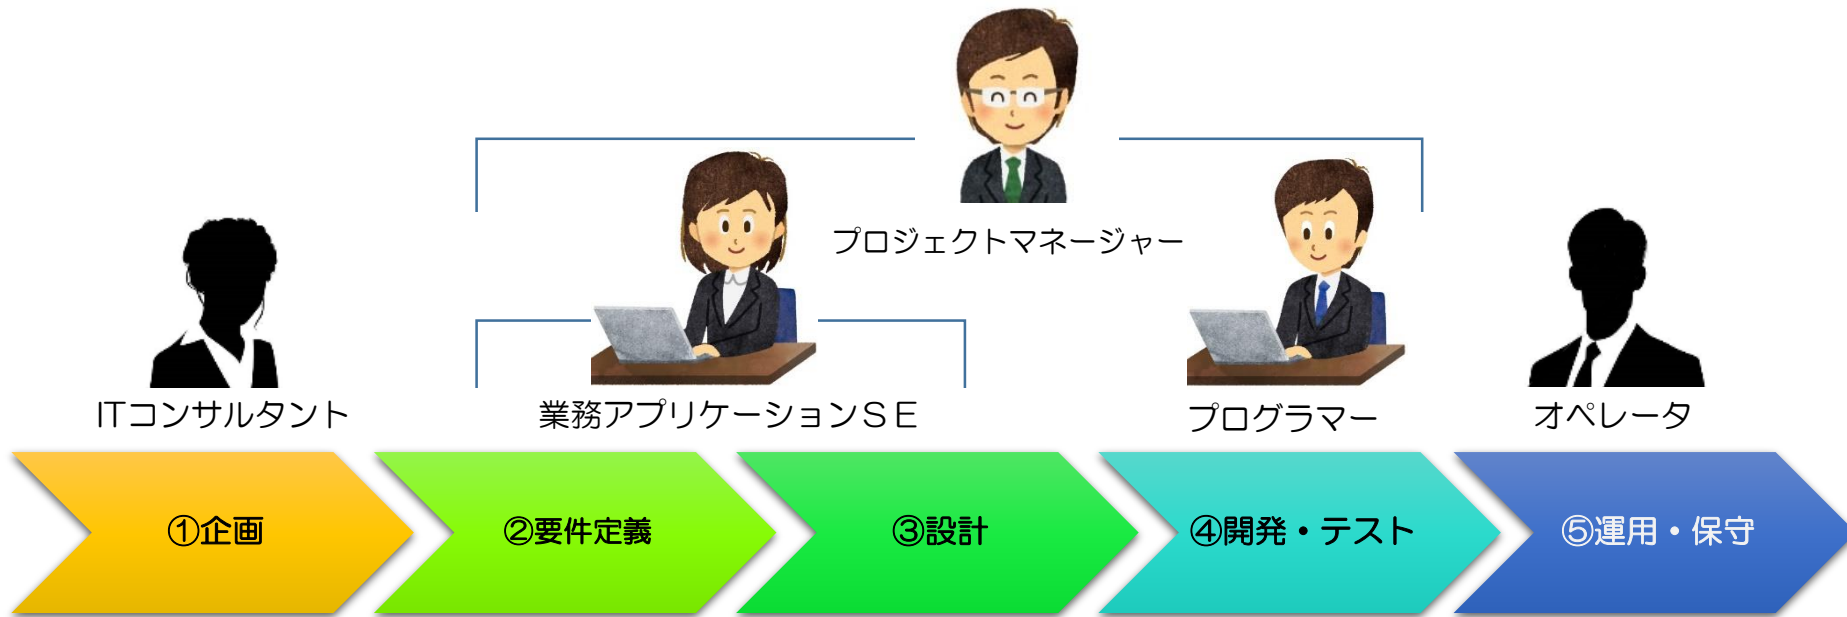 プロジェクトマネージャー
ITコンサルタント
業務アプリケーションＳＥ
プログラマー
オペレータ
①企画
②要件定義
③設計
④開発・テスト
⑤運用・保守